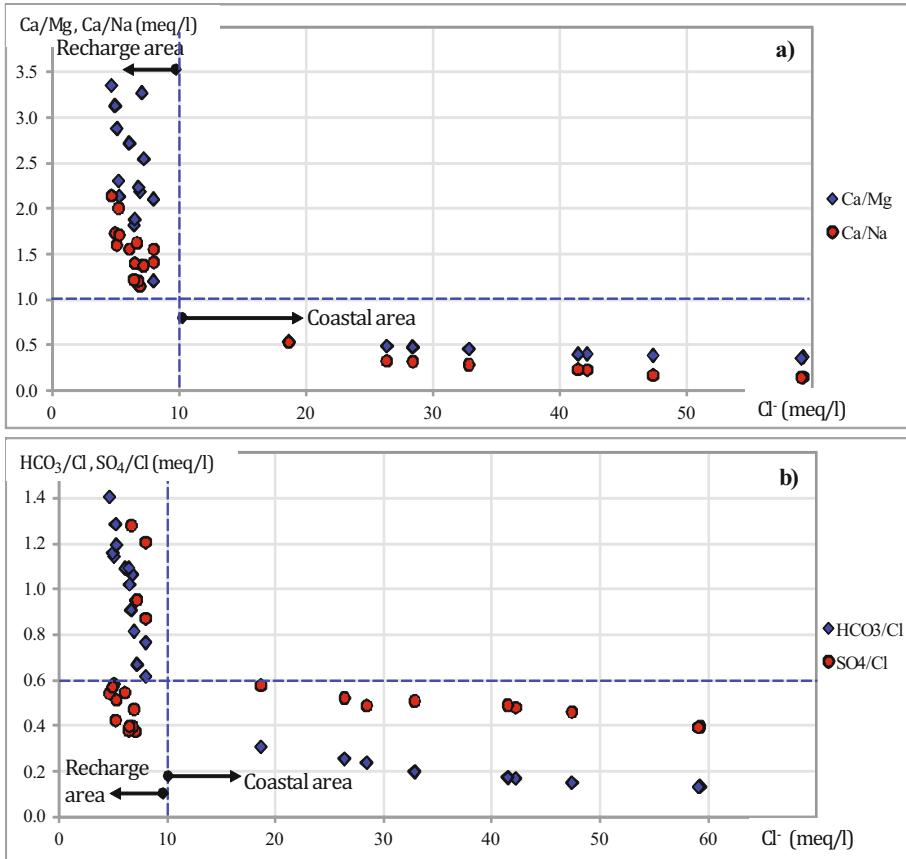 Ca/Mg, Ca/Na (meq/l)
Recharge area
a)
3.5
3.0
2.5
2.0
1.5
1.0
0.5
0.0
Ca/Mg
Ca/Na
Coastal area
0 10 20 30 40 50
Cl⁻ (meq/l)
HCO₃/Cl , SO₄/Cl (meq/l)
b)
1.4
1.2
1.0
0.8
0.6
0.4
0.2
0.0
HCO3/Cl
SO4/Cl
Recharge
area
Coastal area
0 10 20 30 40 50 60
Cl⁻ (meq/l)